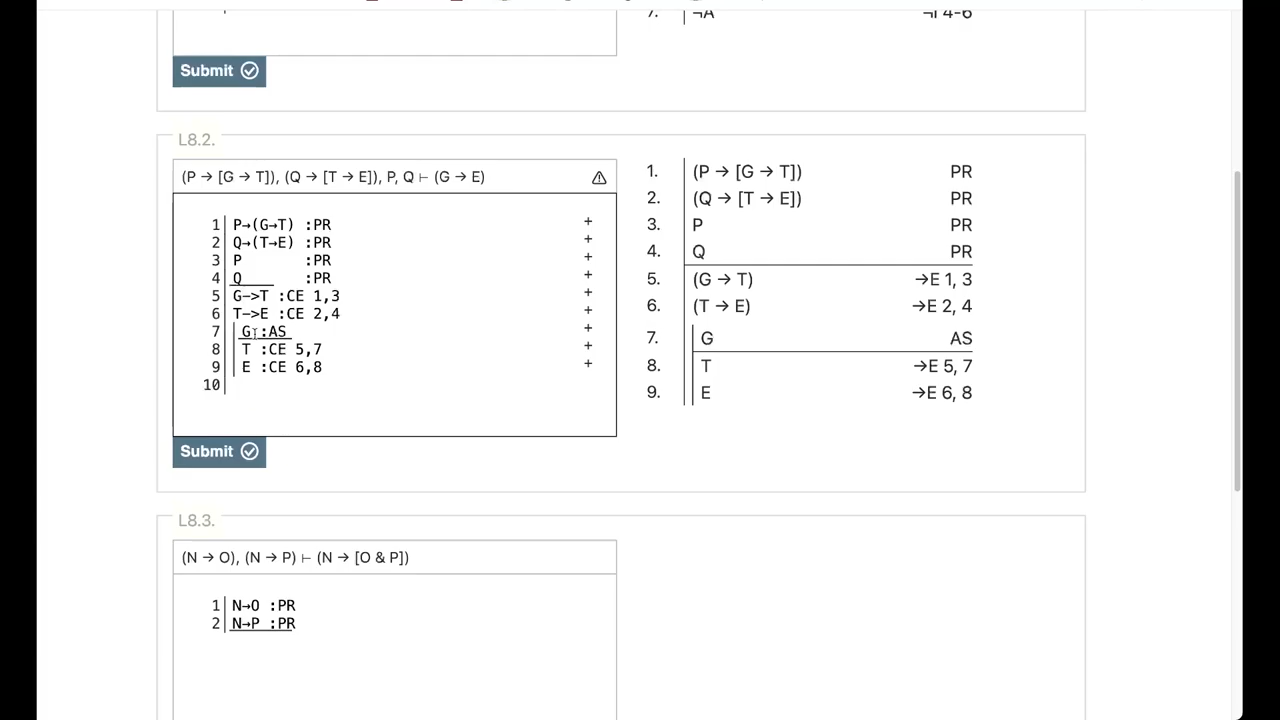 7. ¬A ¬I 4-6
Submit
L8.2.
(P → [G → T]), (Q → [T → E]), P, Q ⊢ (G → E)
1 P→(G→T) :PR +
2 Q→(T→E) :PR +
3 P :PR +
4 Q :PR +
5 G->T :CE 1,3 +
6 T->E :CE 2,4 +
7 G :AS +
8 T :CE 5,7 +
9 E :CE 6,8 +
10
1. (P → [G → T]) PR
2. (Q → [T → E]) PR
3. P PR
4. Q PR
5. (G → T) →E 1, 3
6. (T → E) →E 2, 4
7. G AS
8. T →E 5, 7
9. E →E 6, 8
Submit
L8.3.
(N → O), (N → P) ⊢ (N → [O & P])
1 N→O :PR
2 N→P :PR